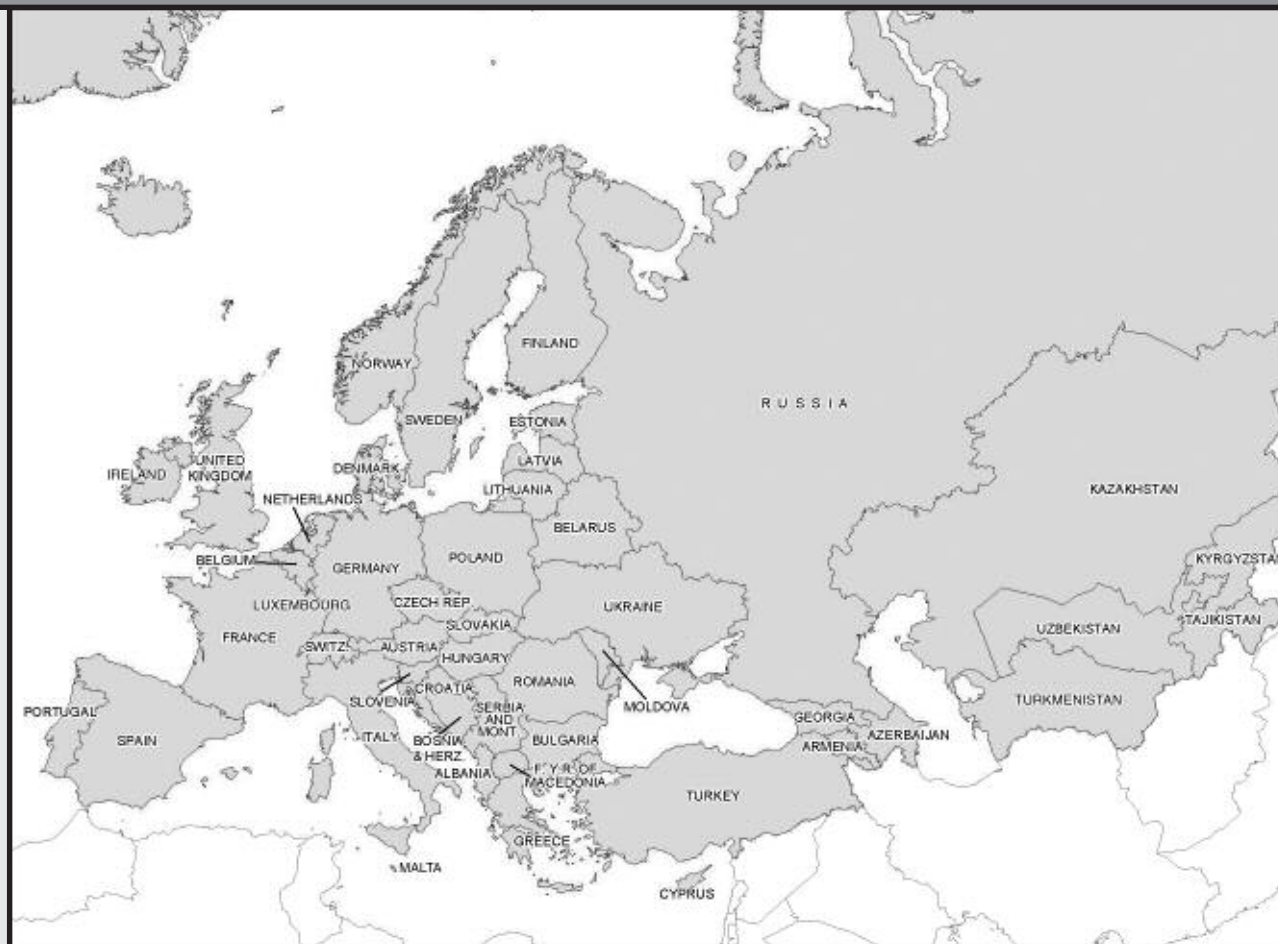 FINLAND
NORWAY
RUSSIA
SWEDEN
ESTONIA
LATVIA
DENMARK
UNITED
KINGDOM
IRELAND
LITHUANIA
KAZAKHSTAN
NETHERLANDS
BELARUS
BELGIUM
POLAND
GERMANY
KYRGYZSTAN
LUXEMBOURG
CZECH REP.
UKRAINE
SLOVAKIA
TAJIKISTAN
UZBEKISTAN
FRANCE
SWITZ.
AUSTRIA
HUNGARY
ROMANIA
CROATIA
SLOVENIA
TURKMENISTAN
MOLDOVA
SERBIA
AND
MONT.
PORTUGAL
GEORGIA
AZERBAIJAN
SPAIN
ITALY
BOSNIA
& HERZ.
BULGARIA
ARMENIA
ALBANIA
F.Y.R. OF
MACEDONIA
TURKEY
GREECE
MALTA
CYPRUS